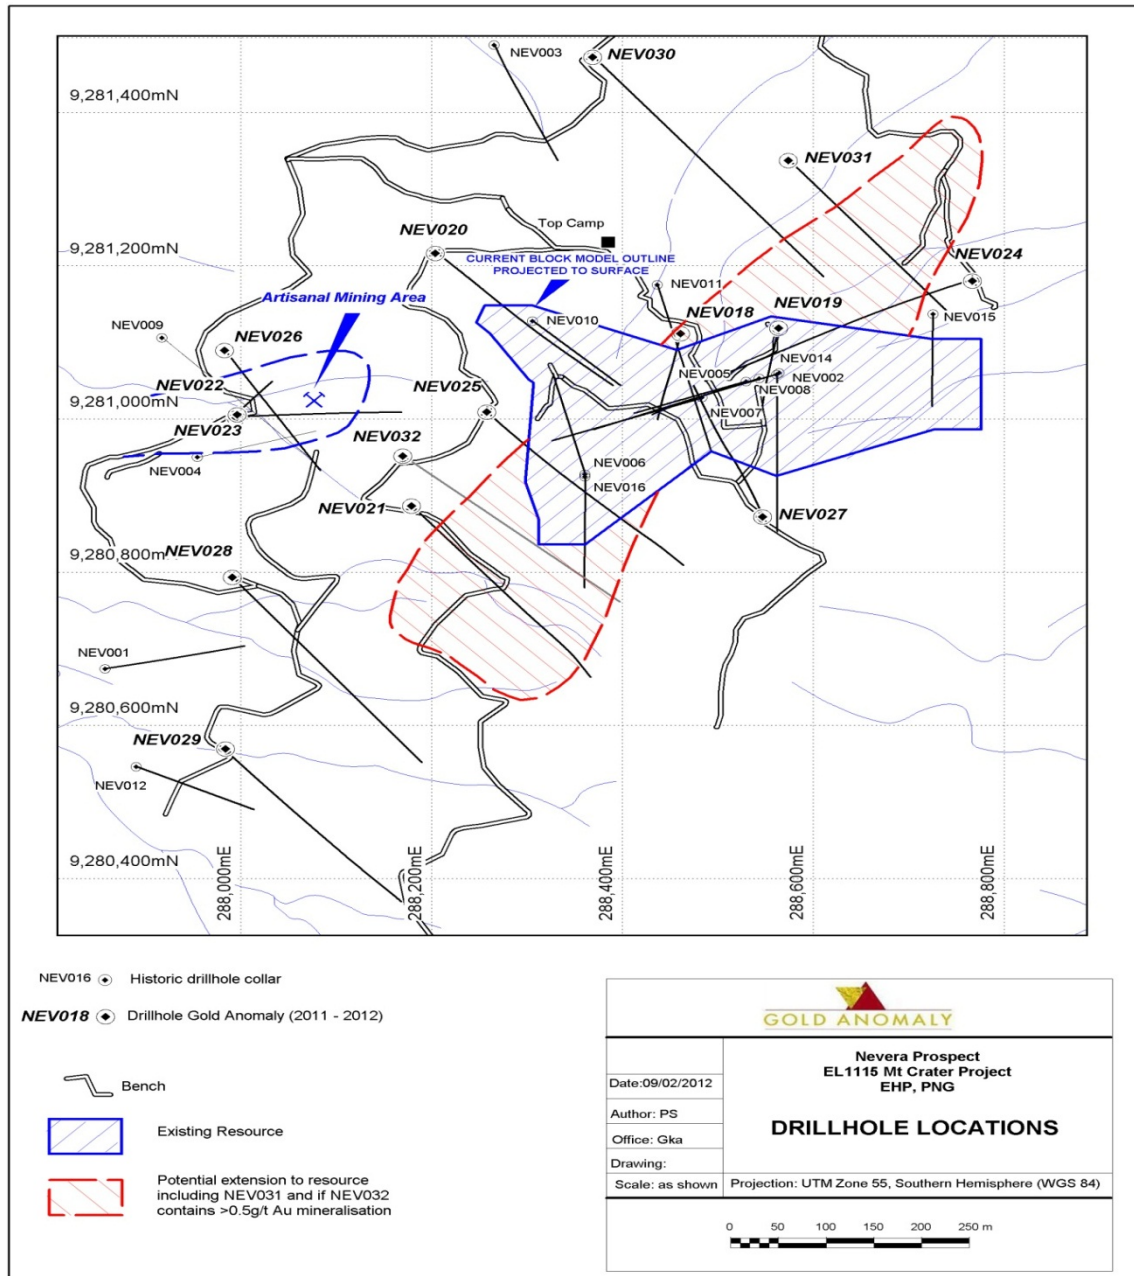 NEV003
NEV030
9,281,400mN
NEV031
NEV020
Top Camp
9,281,200mN
CURRENT BLOCK MODEL OUTLINE
PROJECTED TO SURFACE
NEV024
NEV011
Artisanal Mining Area
NEV018
NEV019
NEV015
NEV009
NEV010
NEV026
NEV014
NEV005
NEV002
NEV022
NEV025
NEV008
9,281,000mN
NEV007
NEV023
NEV032
NEV004
NEV006
NEV016
NEV021
NEV027
NEV028
9,280,800mN
NEV001
9,280,600mN
NEV029
NEV012
9,280,400mN
288,000mE
288,200mE
288,400mE
288,600mE
288,800mE
NEV016 Historic drillhole collar
NEV018 Drillhole Gold Anomaly (2011 - 2012)
Bench
Existing Resource
Potential extension to resource
including NEV031 and if NEV032
contains >0.5g/t Au mineralisation
GOLD ANOMALY
Nevera Prospect
EL1115 Mt Crater Project
EHP, PNG
Date:09/02/2012
Author: PS
Office: Gka
Drawing:
Scale: as shown
DRILLHOLE LOCATIONS
Projection: UTM Zone 55, Southern Hemisphere (WGS 84)
0 50 100 150 200 250 m